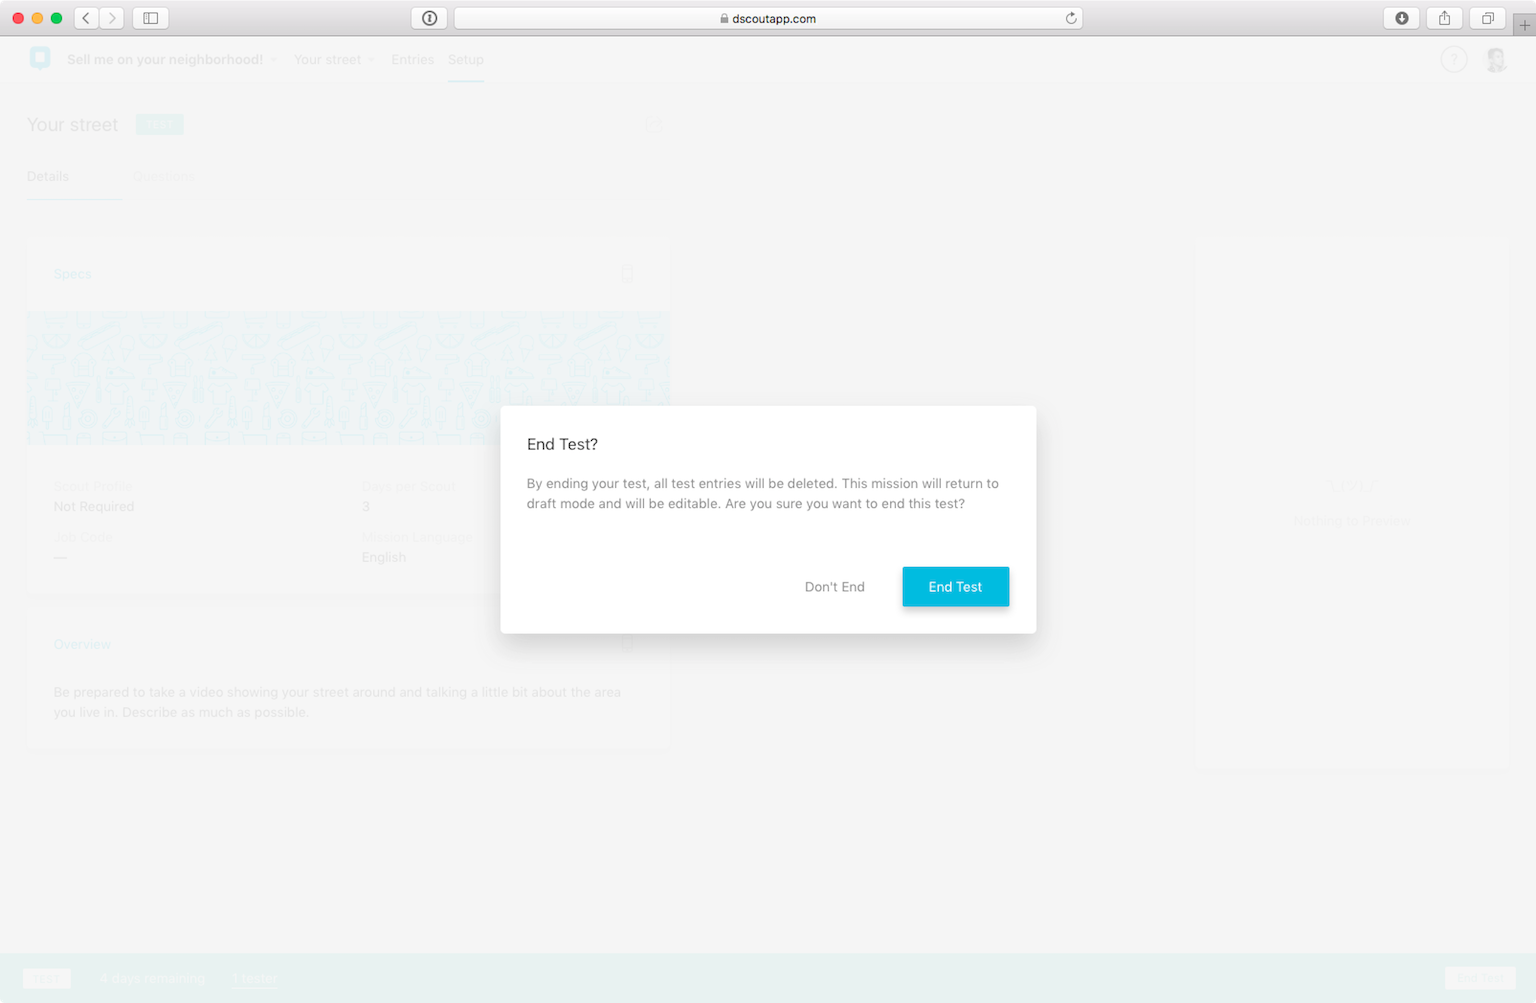 dscoutapp.com
Sell me on your neighborhood!
Your street
Entries
Setup
?
Your street
TEST
Details
Questions
Specs
Scout Profile
Not Required
Days per Scout
3
Tag Code
—
Mission Language
English
Nothing to Preview
End Test?
By ending your test, all test entries will be deleted. This mission will return to
draft mode and will be editable. Are you sure you want to end this test?
Don't End
End Test
Overview
Be prepared to take a video showing your street around and talking a little bit about the area
you live in. Describe as much as possible.
TEST
4 days remaining
1 tester
End Test